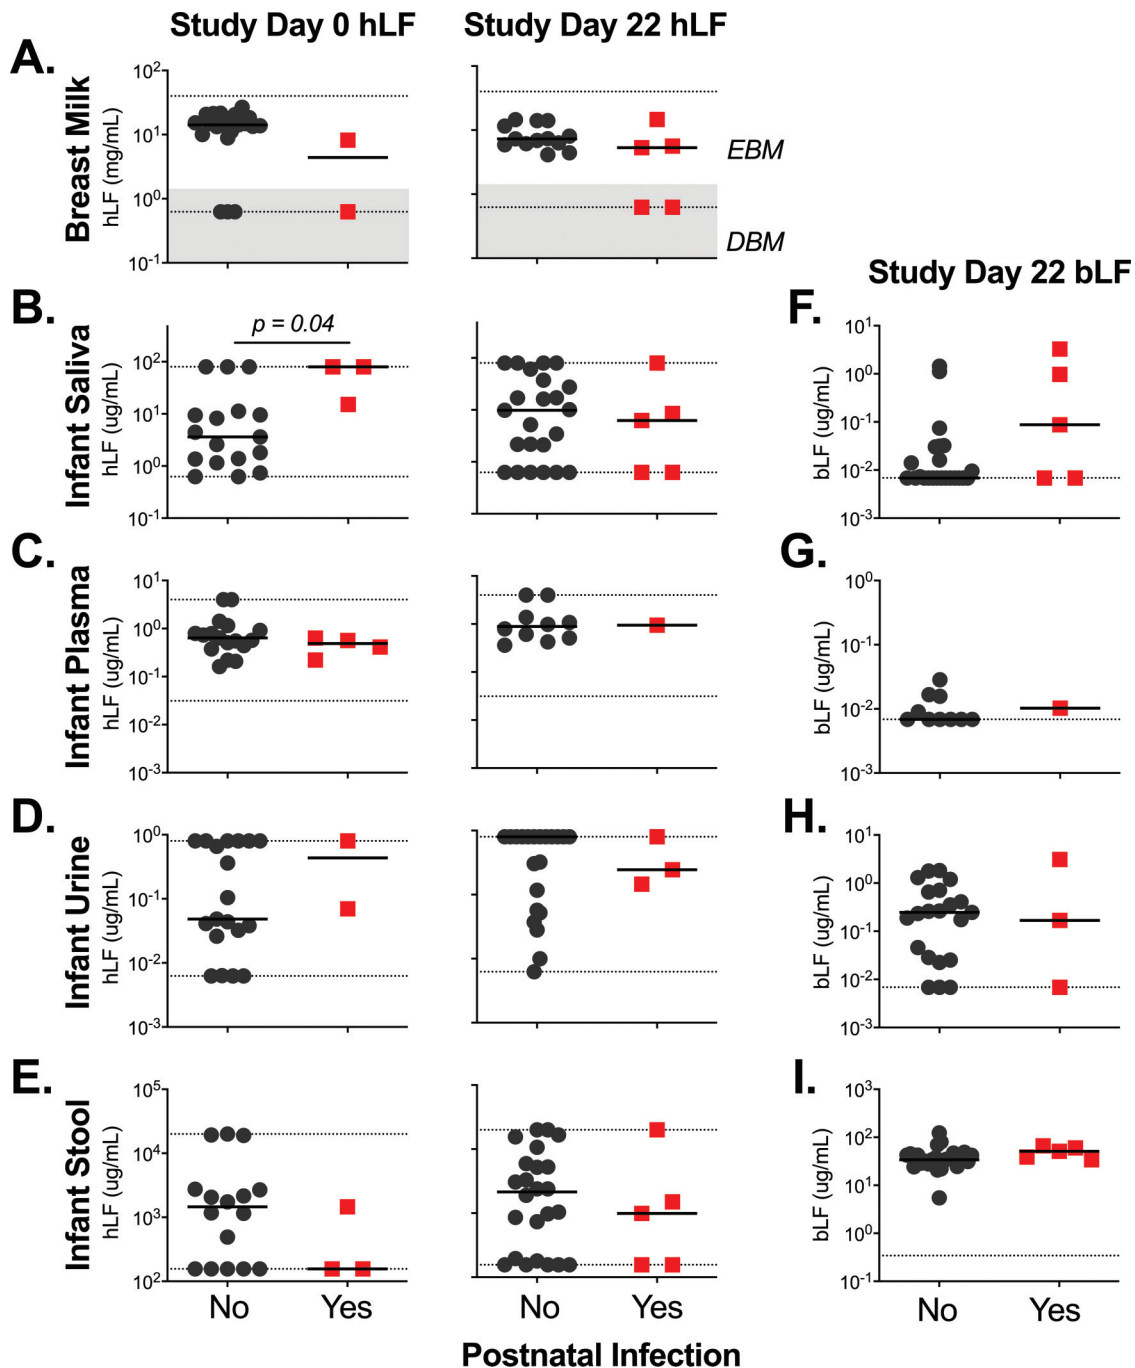 Study Day 0 hLF
Study Day 22 hLF
A.
Breast Milk
hLF (mg/mL)
10²
10¹
10⁰
10⁻¹
EBM
DBM
Study Day 22 bLF
B.
Infant Saliva
hLF (ug/mL)
10²
10¹
10⁰
10⁻¹
p = 0.04
F.
bLF (ug/mL)
10¹
10⁰
10⁻¹
10⁻²
10⁻³
C.
Infant Plasma
hLF (ug/mL)
10¹
10⁰
10⁻¹
10⁻²
10⁻³
G.
bLF (ug/mL)
10⁰
10⁻¹
10⁻²
10⁻³
D.
Infant Urine
hLF (ug/mL)
10⁰
10⁻¹
10⁻²
10⁻³
H.
bLF (ug/mL)
10¹
10⁰
10⁻¹
10⁻²
10⁻³
E.
Infant Stool
hLF (ug/mL)
10⁵
10⁴
10³
10²
I.
bLF (ug/mL)
10³
10²
10¹
10⁰
10⁻¹
No Yes No Yes No Yes
Postnatal Infection